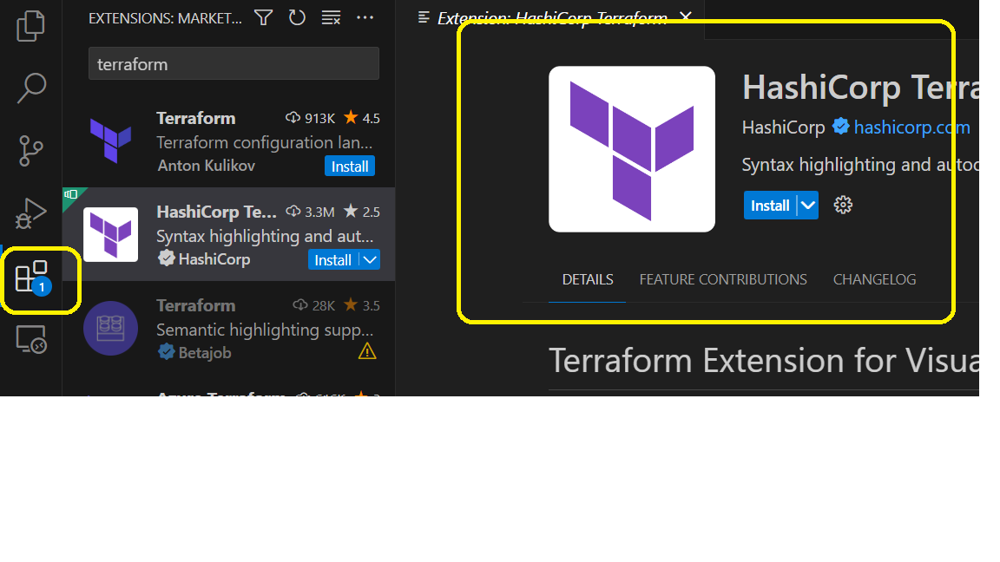 EXTENSIONS: MARKET...
terraform
Terraform 913K 4.5
Terraform configuration lan...
Anton Kulikov Install
HashiCorp Te... 3.3M 2.5
Syntax highlighting and aut...
HashiCorp Install
Terraform 28K 3.5
Semantic highlighting supp...
Betajob
Azure Terraform
1
Extension: HashiCorp Terraform
HashiCorp Terra
HashiCorp hashicorp.com
Syntax highlighting and autoc
Install
DETAILS FEATURE CONTRIBUTIONS CHANGELOG
Terraform Extension for Visua